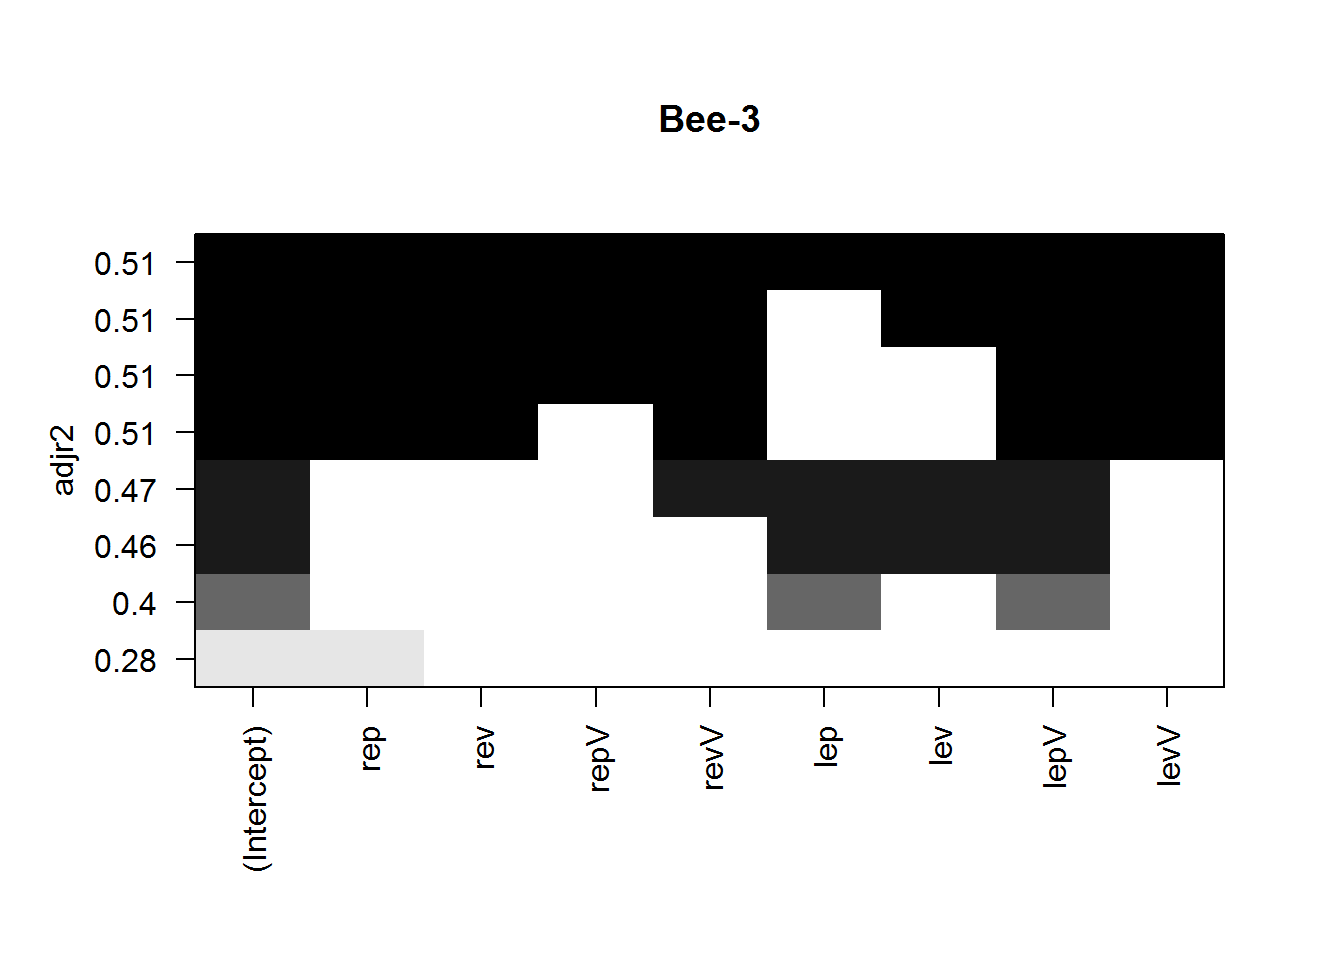 Bee-3
adjr2
0.51
0.51
0.51
0.51
0.47
0.46
0.4
0.28
(Intercept)
rep
rev
repV
revV
lep
lev
lepV
levV